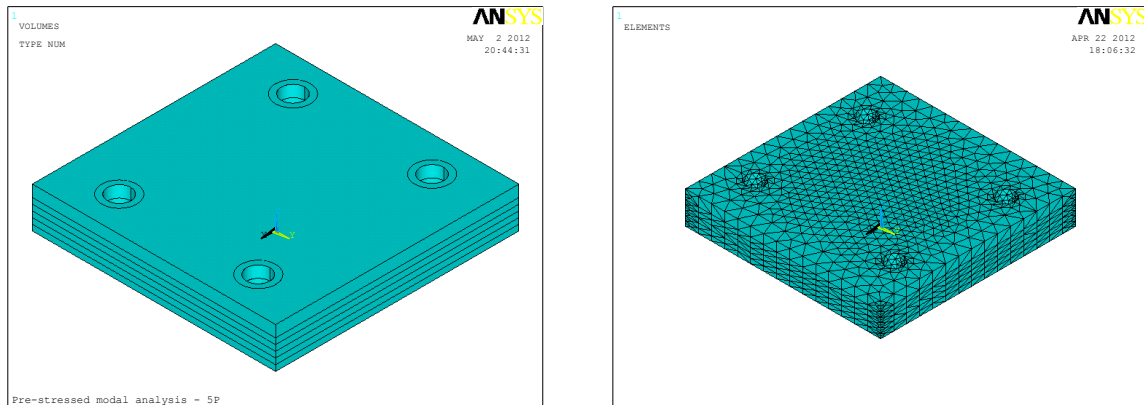 1
VOLUMES
TYPE NUM
ANSYS
MAY 2 2012
20:44:31
X
Y
Pre-stressed modal analysis - 5P
1
ELEMENTS
ANSYS
APR 22 2012
18:06:32